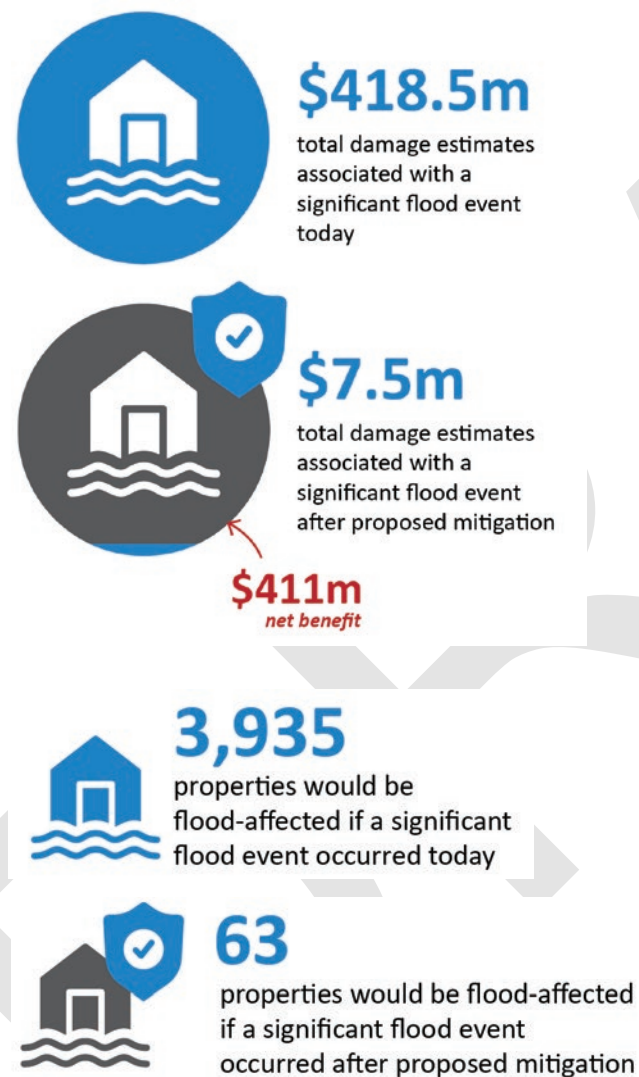 $418.5m
total damage estimates
associated with a
significant flood event
today
$7.5m
total damage estimates
associated with a
significant flood event
after proposed mitigation
$411m
net benefit
3,935
properties would be
flood-affected if a significant
flood event occurred today
63
properties would be flood-affected
if a significant flood event
occurred after proposed mitigation